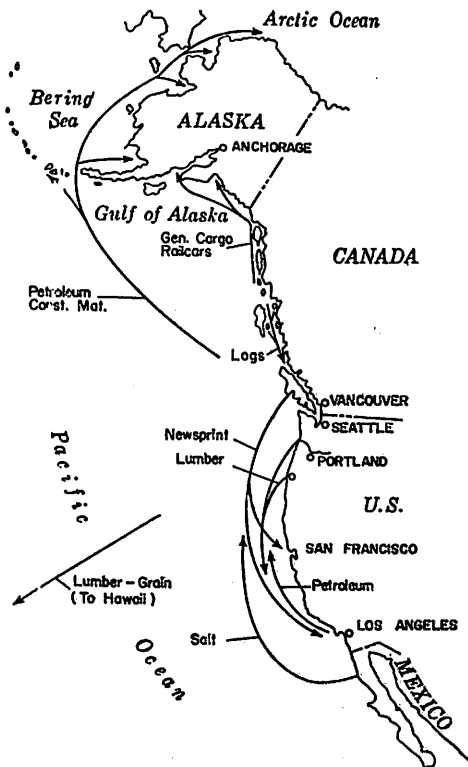 Arctic Ocean
Bering
Sea
ALASKA
ANCHORAGE
Gulf of Alaska
Gen. Cargo
Railcars
CANADA
Petroleum
Const. Mat.
Logs
VANCOUVER
SEATTLE
Newsprint
Lumber
PORTLAND
Pacific
U.S.
SAN FRANCISCO
Lumber-Grain
(To Hawaii)
Petroleum
LOS ANGELES
Salt
Ocean
MEXICO